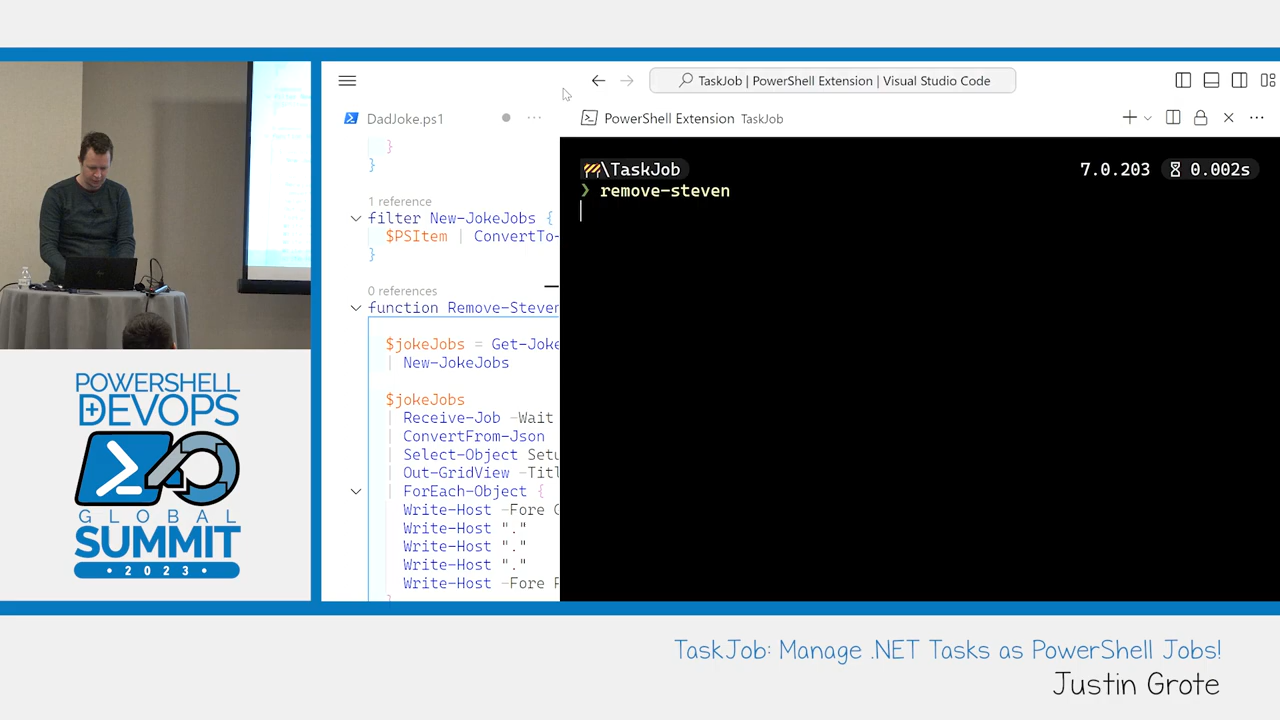 TaskJob | PowerShell Extension | Visual Studio Code
DadJoke.ps1
}
}
1 reference
filter New-JokeJobs {
$PSItem | ConvertTo-
}
0 references
function Remove-Steven
$jokeJobs = Get-Joke
| New-JokeJobs
$jokeJobs
| Receive-Job -Wait
| ConvertFrom-Json
| Select-Object Setu
| Out-GridView -Titl
| ForEach-Object {
Write-Host -Fore
Write-Host "."
Write-Host "."
Write-Host "."
Write-Host -Fore
PowerShell Extension TaskJob
\TaskJob
7.0.203 0.002s
❯ remove-steven
POWERSHELL
+DEVOPS
GLOBAL
SUMMIT
• 2023 •
TaskJob: Manage .NET Tasks as PowerShell Jobs!
Justin Grote